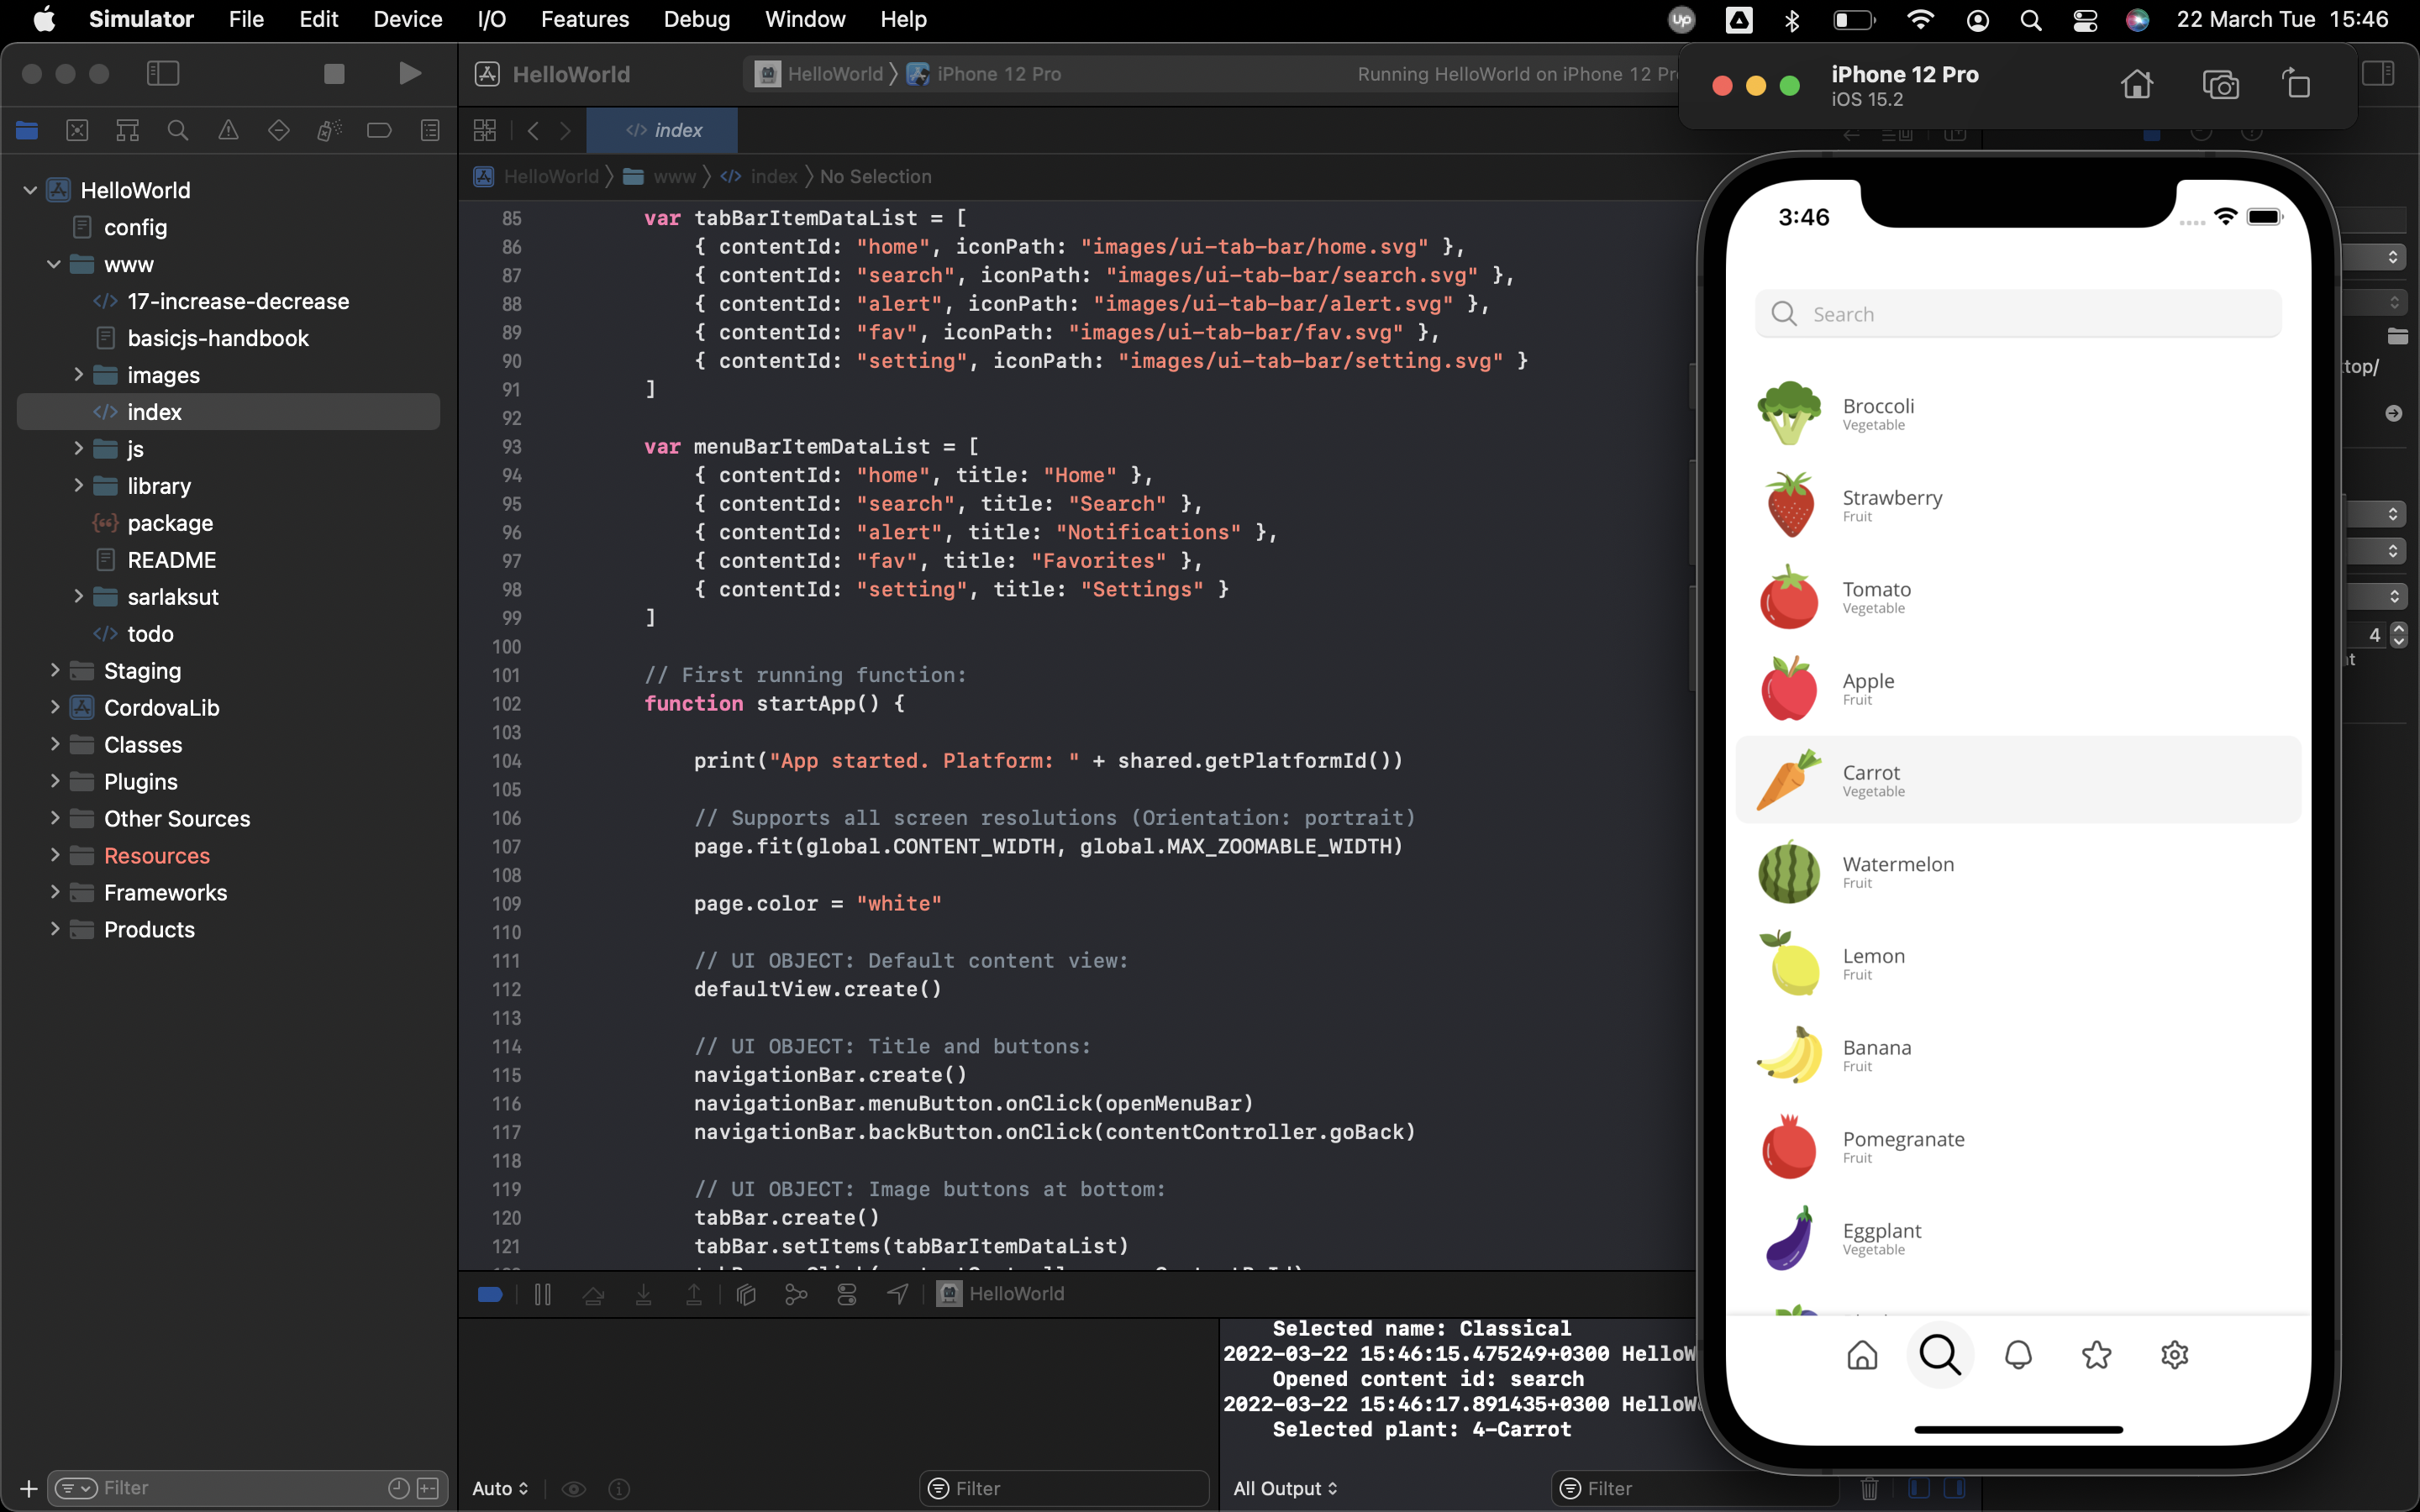 Simulator File Edit Device I/O Features Debug Window Help
Up
22 March Tue 15:46
HelloWorld
HelloWorld iPhone 12 Pro
Running HelloWorld on iPhone 12
index
HelloWorld www index No Selection
HelloWorld
config
www
17-increase-decrease
basicjs-handbook
images
index
js
library
package
README
sarlaksut
todo
Staging
CordovaLib
Classes
Plugins
Other Sources
Resources
Frameworks
Products
Filter
85 var tabBarItemDataList = [
86 { contentId: "home", iconPath: "images/ui-tab-bar/home.svg" },
87 { contentId: "search", iconPath: "images/ui-tab-bar/search.svg" },
88 { contentId: "alert", iconPath: "images/ui-tab-bar/alert.svg" },
89 { contentId: "fav", iconPath: "images/ui-tab-bar/fav.svg" },
90 { contentId: "setting", iconPath: "images/ui-tab-bar/setting.svg" }
91 ]
92
93 var menuBarItemDataList = [
94 { contentId: "home", title: "Home" },
95 { contentId: "search", title: "Search" },
96 { contentId: "alert", title: "Notifications" },
97 { contentId: "fav", title: "Favorites" },
98 { contentId: "setting", title: "Settings" }
99 ]
100
101 // First running function:
102 function startApp() {
103
104 print("App started. Platform: " + shared.getPlatformId())
105
106 // Supports all screen resolutions (Orientation: portrait)
107 page.fit(global.CONTENT_WIDTH, global.MAX_ZOOMABLE_WIDTH)
108
109 page.color = "white"
110
111 // UI OBJECT: Default content view:
112 defaultView.create()
113
114 // UI OBJECT: Title and buttons:
115 navigationBar.create()
116 navigationBar.menuButton.onClick(openMenuBar)
117 navigationBar.backButton.onClick(contentController.goBack)
118
119 // UI OBJECT: Image buttons at bottom:
120 tabBar.create()
121 tabBar.setItems(tabBarItemDataList)
HelloWorld
Selected name: Classical
2022-03-22 15:46:15.475249+0300
Opened content id: search
2022-03-22 15:46:17.891435+0300
Selected plant: 4-Carrot
Auto
Filter
All Output
Filter
iPhone 12 Pro
iOS 15.2
3:46
Search
Broccoli
Vegetable
Strawberry
Fruit
Tomato
Vegetable
Apple
Fruit
Carrot
Vegetable
Watermelon
Fruit
Lemon
Fruit
Banana
Fruit
Pomegranate
Fruit
Eggplant
Vegetable
top/
4